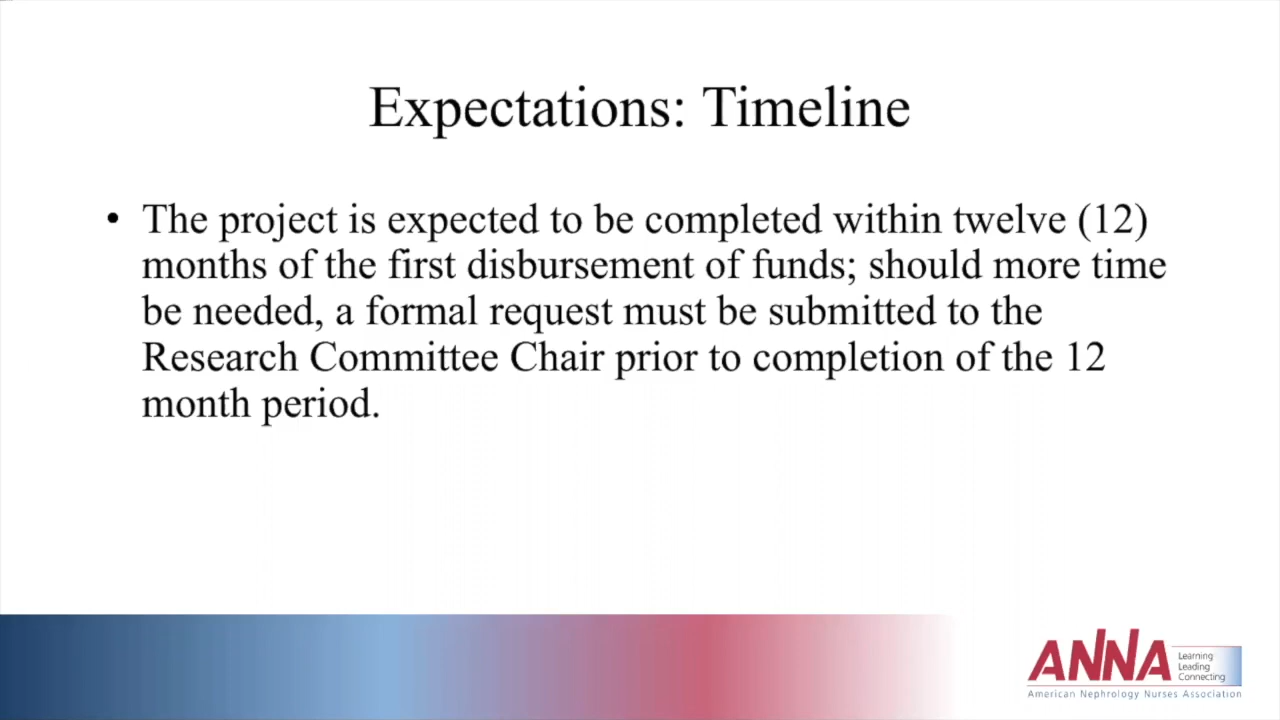 Expectations: Timeline
• The project is expected to be completed within twelve (12)
months of the first disbursement of funds; should more time
be needed, a formal request must be submitted to the
Research Committee Chair prior to completion of the 12
month period.
ANNA
Learning
Leading
Connecting
American Nephrology Nurses Association